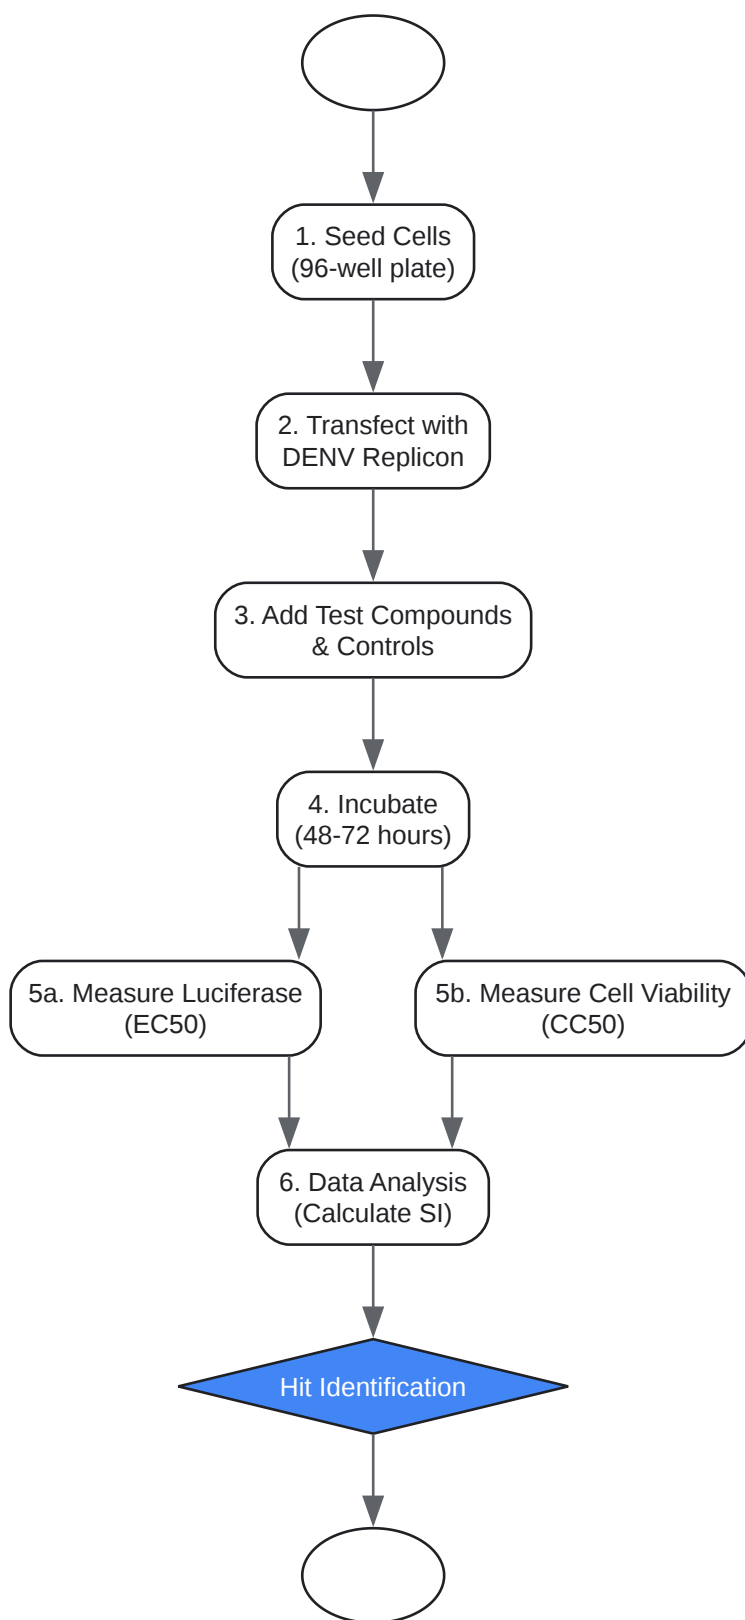 1. Seed Cells
(96-well plate)
2. Transfect with
DENV Replicon
3. Add Test Compounds
& Controls
4. Incubate
(48-72 hours)
5a. Measure Luciferase
(EC50)
5b. Measure Cell Viability
(CC50)
6. Data Analysis
(Calculate SI)
Hit Identification